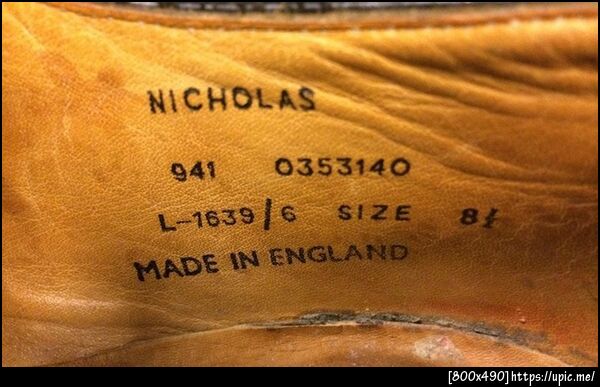 NICHOLAS
941 0353140
L-1639/6 SIZE 8½
MADE IN ENGLAND
[800x490]https://upic.me/